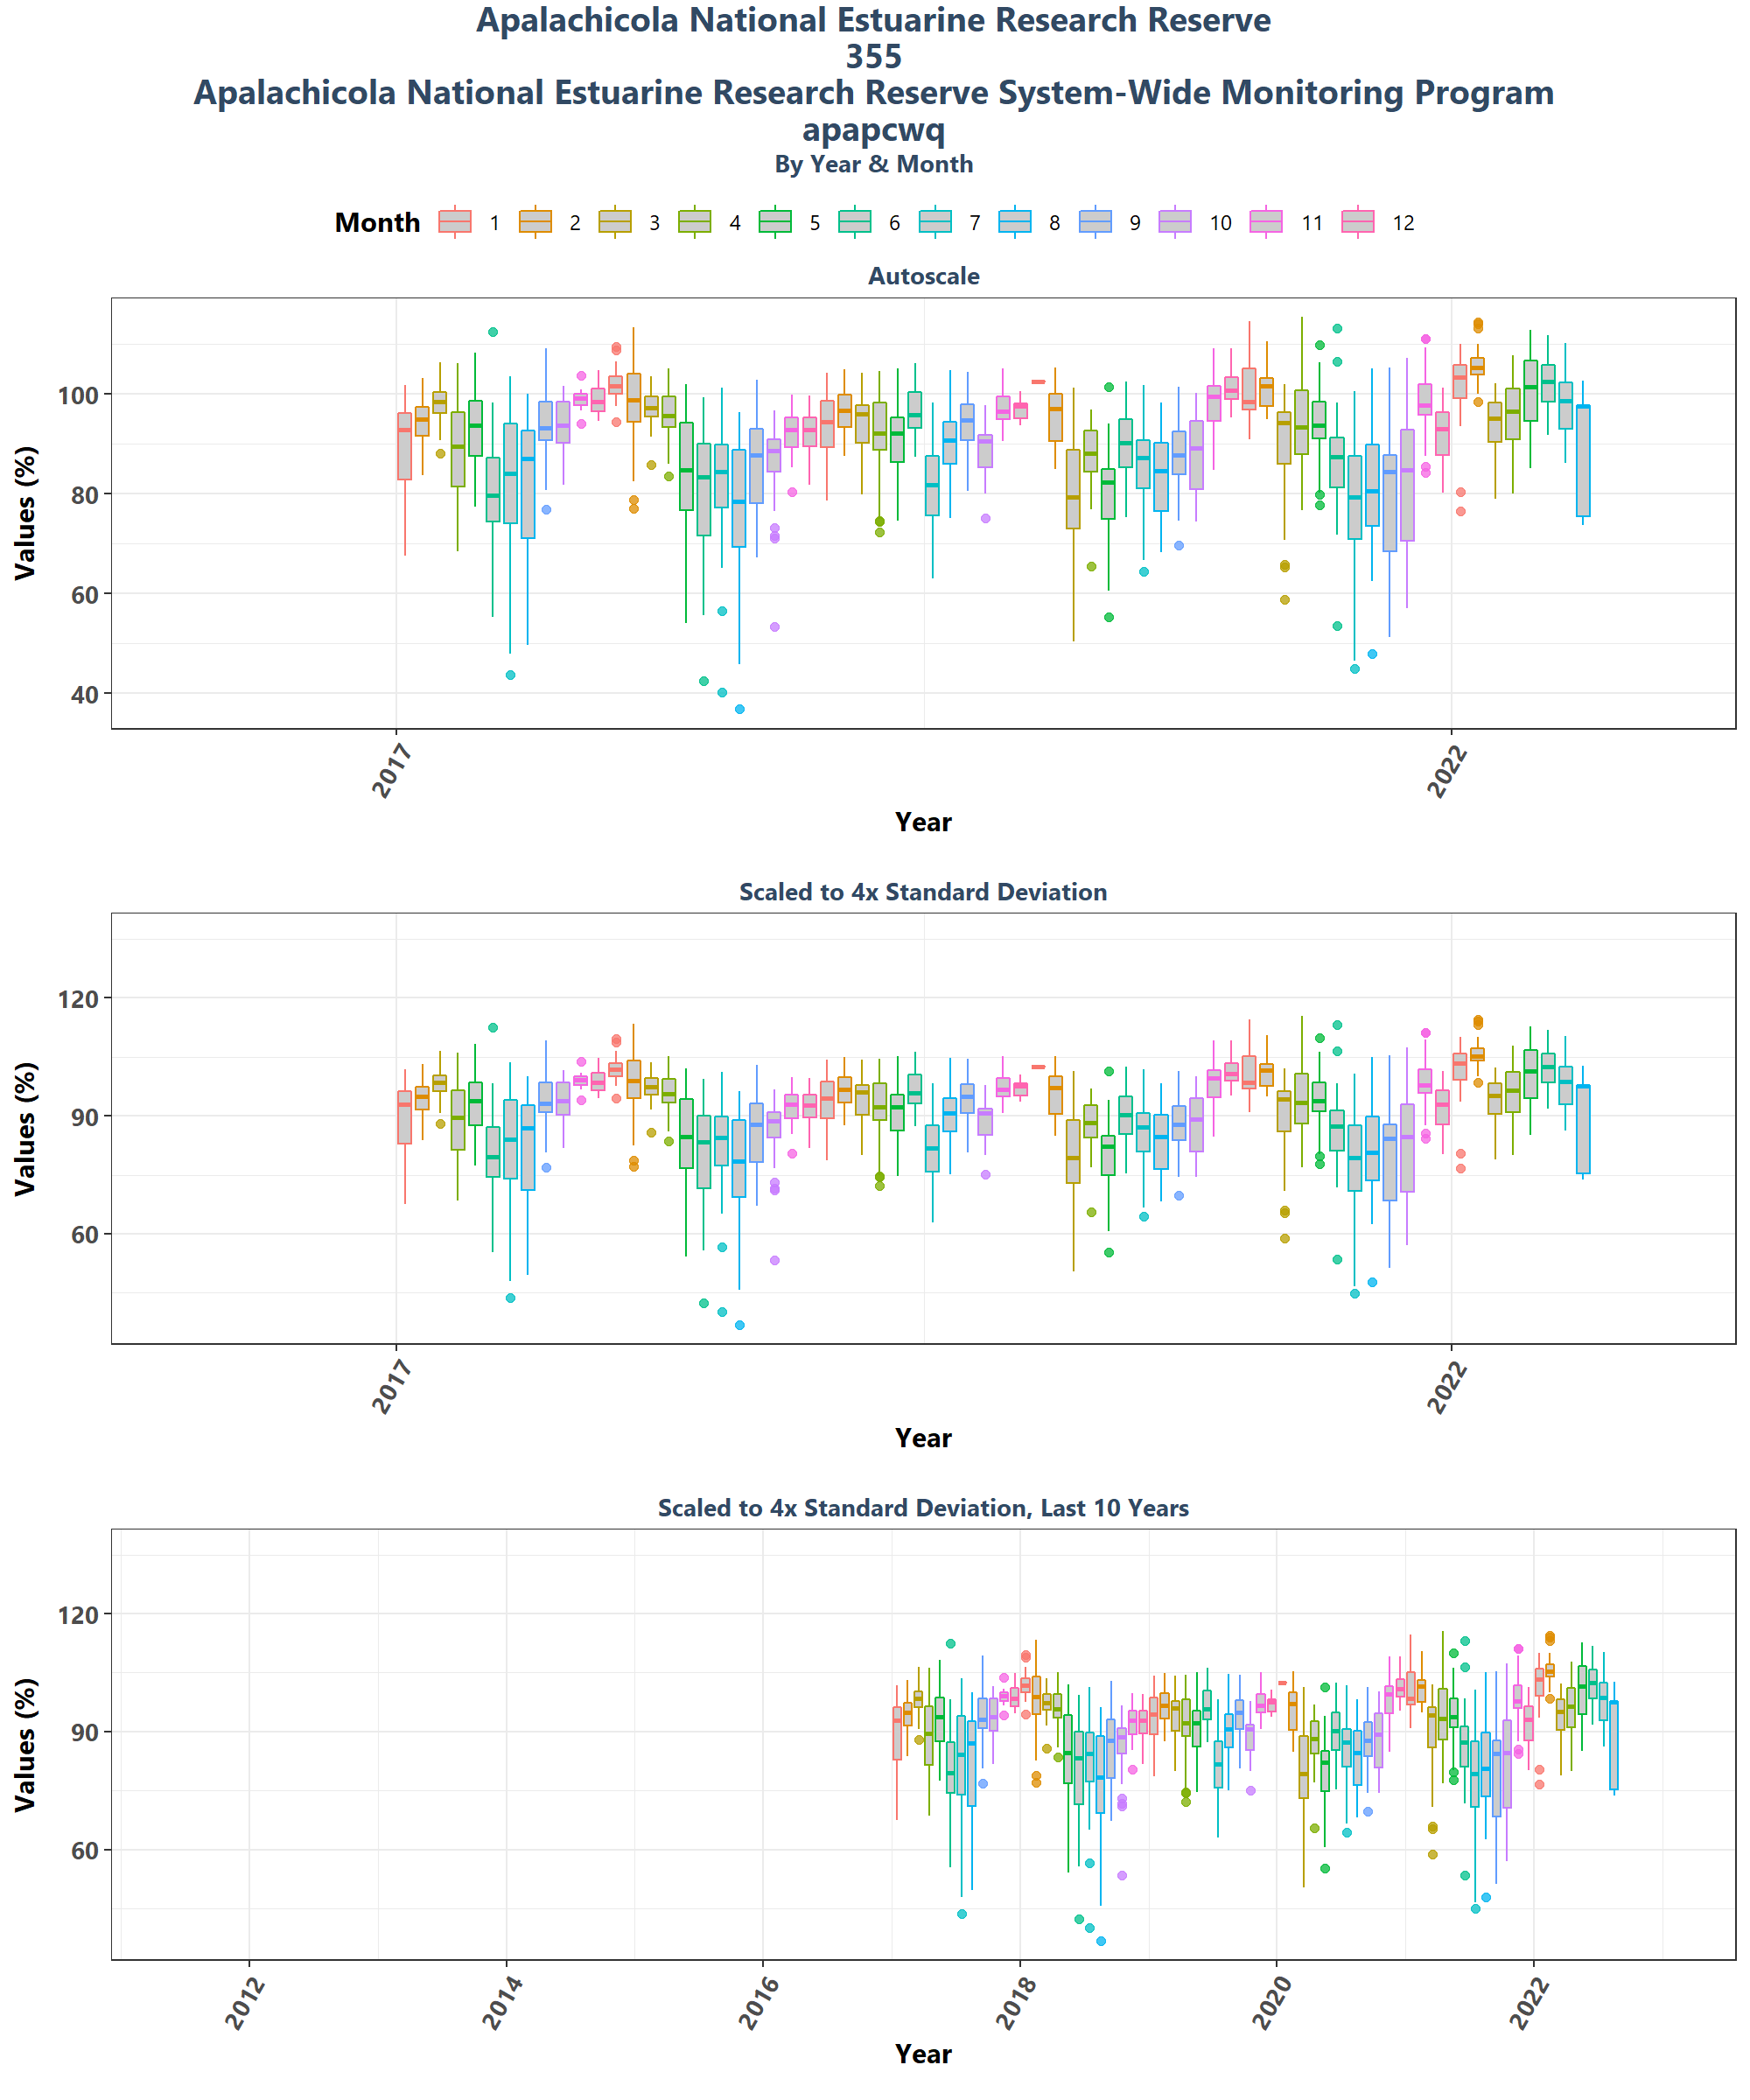 Apalachicola National Estuarine Research Reserve
355
Apalachicola National Estuarine Research Reserve System-Wide Monitoring Program
apapcwq
By Year & Month
Month 1 2 3 4 5 6 7 8 9 10 11 12
Autoscale
Values (%)
100
80
60
40
2017 2022
Year
Scaled to 4x Standard Deviation
Values (%)
120
90
60
2017 2022
Year
Scaled to 4x Standard Deviation, Last 10 Years
Values (%)
120
90
60
2012 2014 2016 2018 2020 2022
Year